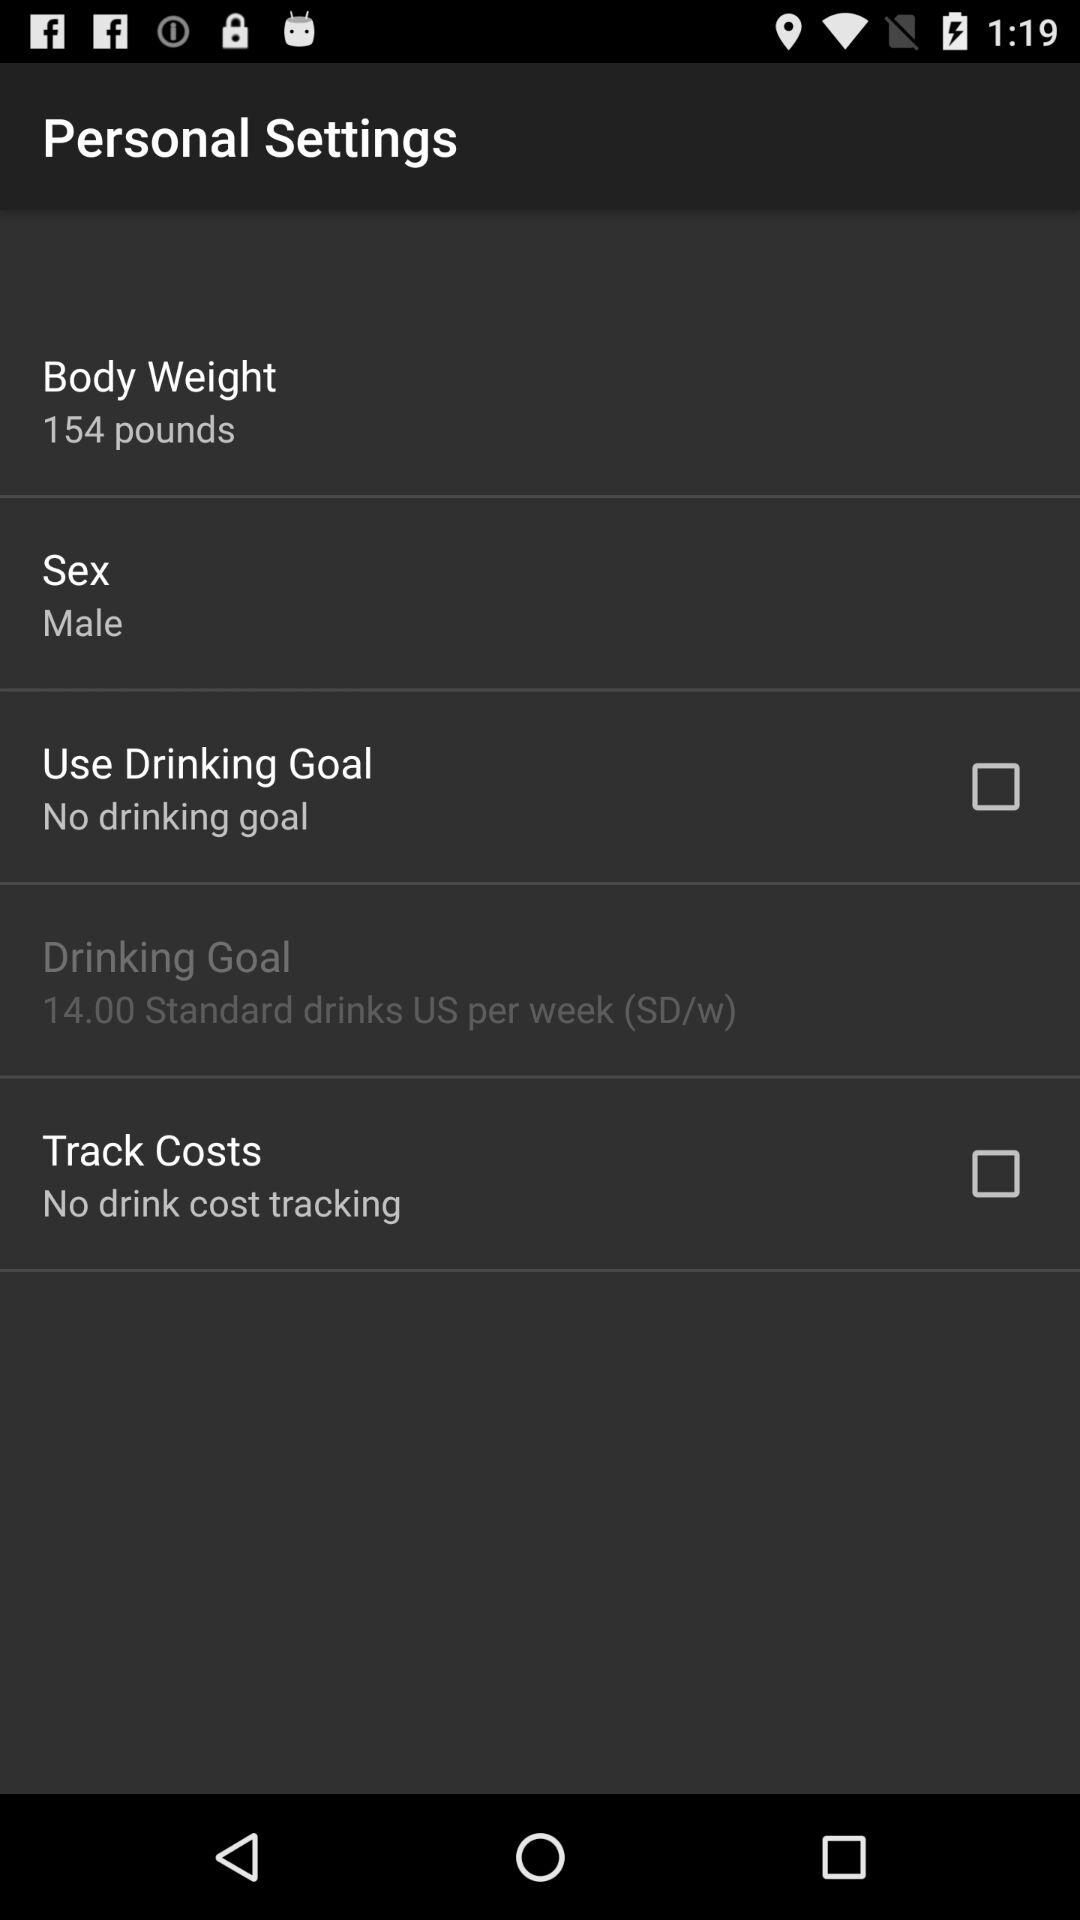 1:19
Personal Settings
Body Weight
154 pounds
Sex
Male
Use Drinking Goal
No drinking goal
Drinking Goal
14.00 Standard drinks US per week (SD/w)
Track Costs
No drink cost tracking